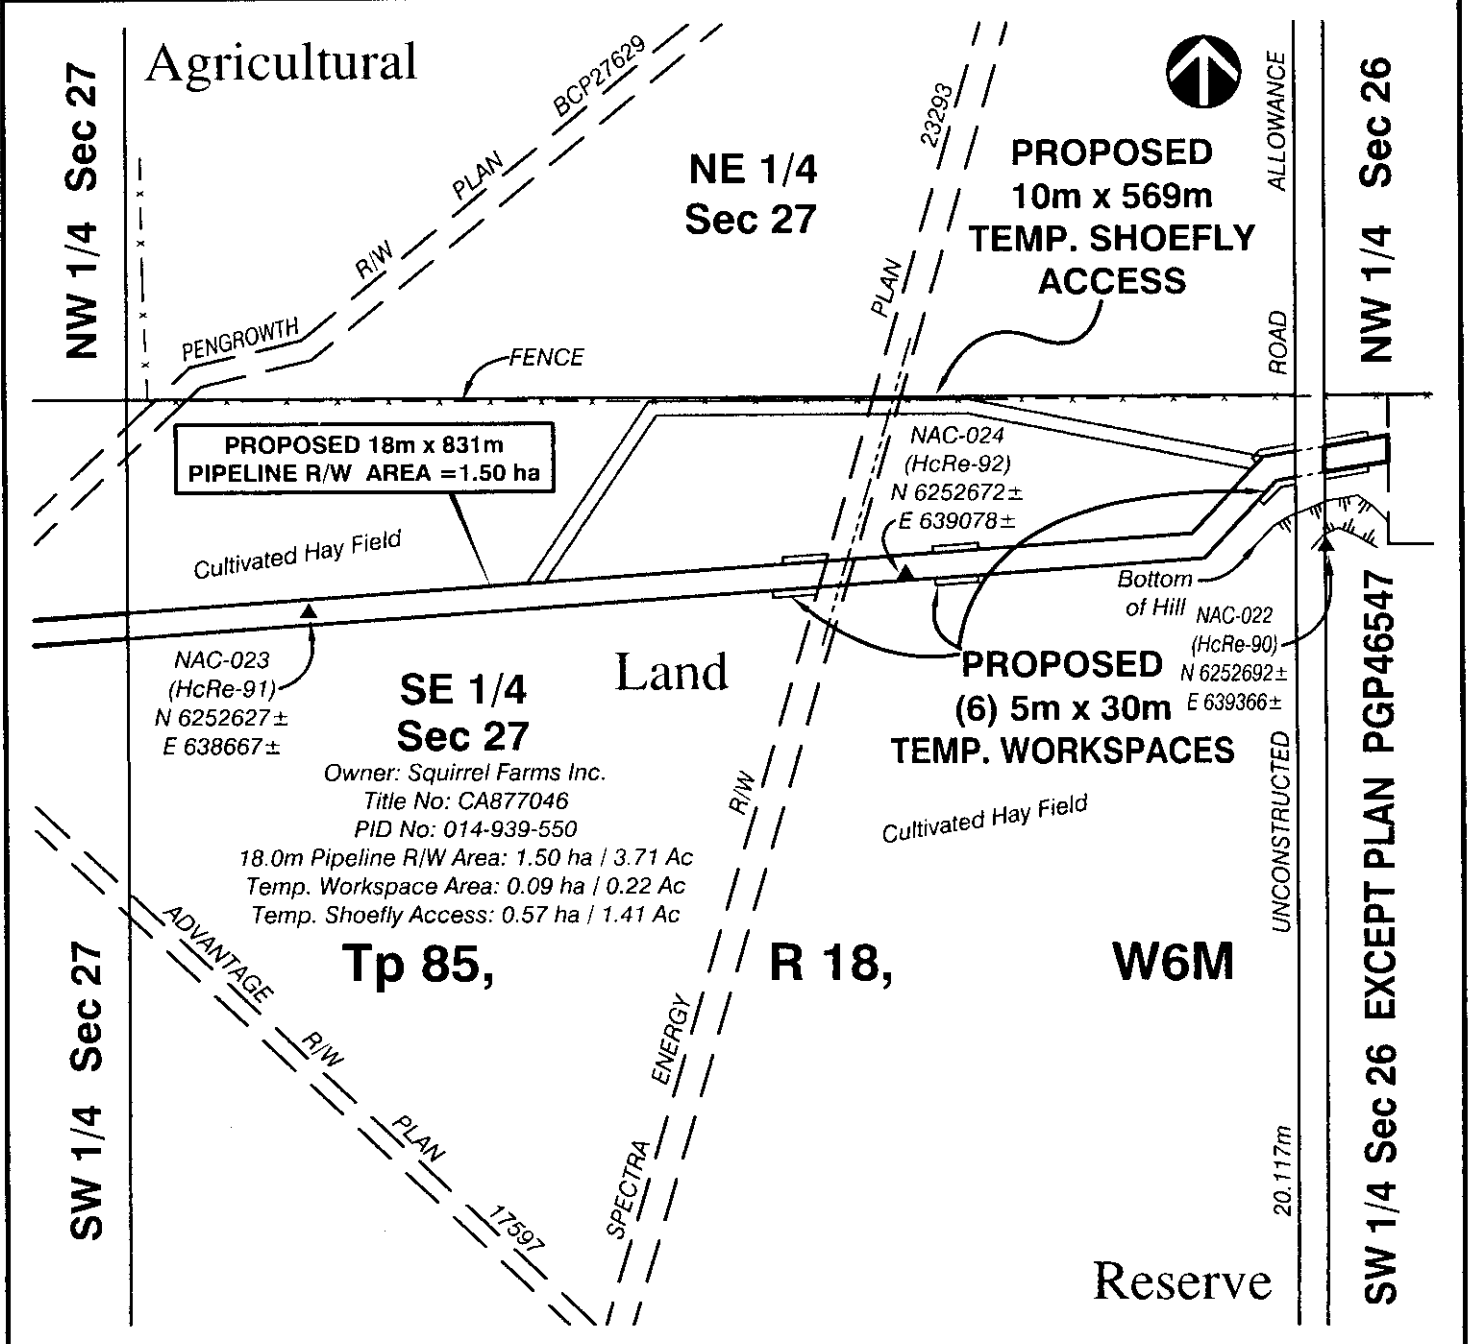 Agricultural
NW 1/4 Sec 27
PENGROWTH R/W PLAN BCP27629
NE 1/4
Sec 27
PLAN 23293
PROPOSED
10m x 569m
TEMP. SHOEFLY
ACCESS
ROAD ALLOWANCE
NW 1/4 Sec 26
FENCE
PROPOSED 18m x 831m
PIPELINE R/W AREA =1.50 ha
NAC-024
(HcRe-92)
N 6252672±
E 639078±
Cultivated Hay Field
Bottom
of Hill
NAC-022
(HcRe-90)
N 6252692±
E 639366±
NAC-023
(HcRe-91)
N 6252627±
E 638667±
Land
PROPOSED
(6) 5m x 30m
TEMP. WORKSPACES
SE 1/4
Sec 27
Owner: Squirrel Farms Inc.
Title No: CA877046
PID No: 014-939-550
18.0m Pipeline R/W Area: 1.50 ha / 3.71 Ac
Temp. Workspace Area: 0.09 ha / 0.22 Ac
Temp. Shoefly Access: 0.57 ha / 1.41 Ac
Cultivated Hay Field
Tp 85, R 18, W6M
SW 1/4 Sec 27
ADVANTAGE R/W PLAN 17597
SPECTRA ENERGY R/W
20.117m UNCONSTRUCTED
SW 1/4 Sec 26 EXCEPT PLAN PGP46547
Reserve